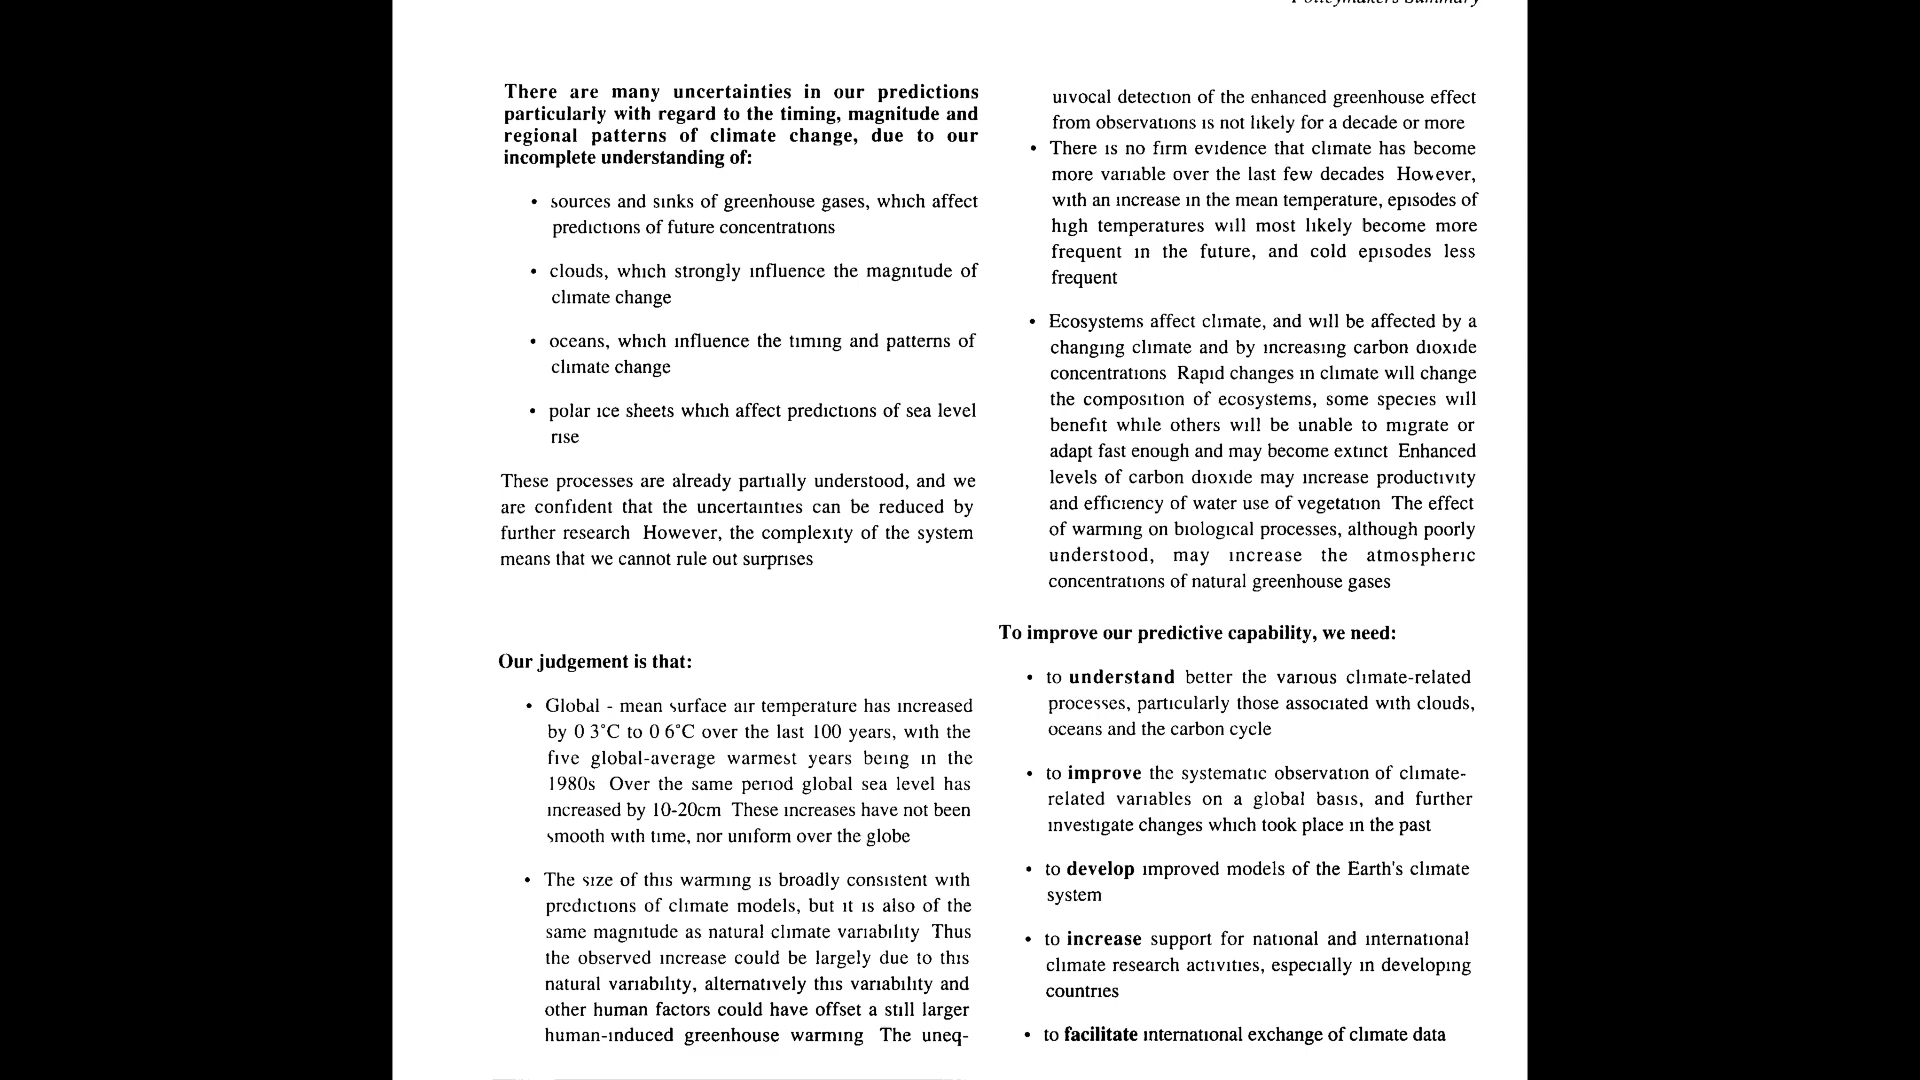 Policymakers Summary
There are many uncertainties in our predictions
particularly with regard to the timing, magnitude and
regional patterns of climate change, due to our
incomplete understanding of:
• sources and sinks of greenhouse gases, which affect
predictions of future concentrations
• clouds, which strongly influence the magnitude of
climate change
• oceans, which influence the timing and patterns of
climate change
• polar ice sheets which affect predictions of sea level
rise
These processes are already partially understood, and we
are confident that the uncertainties can be reduced by
further research However, the complexity of the system
means that we cannot rule out surprises
Our judgement is that:
• Global - mean surface air temperature has increased
by 0 3°C to 0 6°C over the last 100 years, with the
five global-average warmest years being in the
1980s Over the same period global sea level has
increased by 10-20cm These increases have not been
smooth with time, nor uniform over the globe
• The size of this warming is broadly consistent with
predictions of climate models, but it is also of the
same magnitude as natural climate variability Thus
the observed increase could be largely due to this
natural variability, alternatively this variability and
other human factors could have offset a still larger
human-induced greenhouse warming The uneq-
uivocal detection of the enhanced greenhouse effect
from observations is not likely for a decade or more
• There is no firm evidence that climate has become
more variable over the last few decades However,
with an increase in the mean temperature, episodes of
high temperatures will most likely become more
frequent in the future, and cold episodes less
frequent
• Ecosystems affect climate, and will be affected by a
changing climate and by increasing carbon dioxide
concentrations Rapid changes in climate will change
the composition of ecosystems, some species will
benefit while others will be unable to migrate or
adapt fast enough and may become extinct Enhanced
levels of carbon dioxide may increase productivity
and efficiency of water use of vegetation The effect
of warming on biological processes, although poorly
understood, may increase the atmospheric
concentrations of natural greenhouse gases
To improve our predictive capability, we need:
• to understand better the various climate-related
processes, particularly those associated with clouds,
oceans and the carbon cycle
• to improve the systematic observation of climate-
related variables on a global basis, and further
investigate changes which took place in the past
• to develop improved models of the Earth's climate
system
• to increase support for national and international
climate research activities, especially in developing
countries
• to facilitate international exchange of climate data